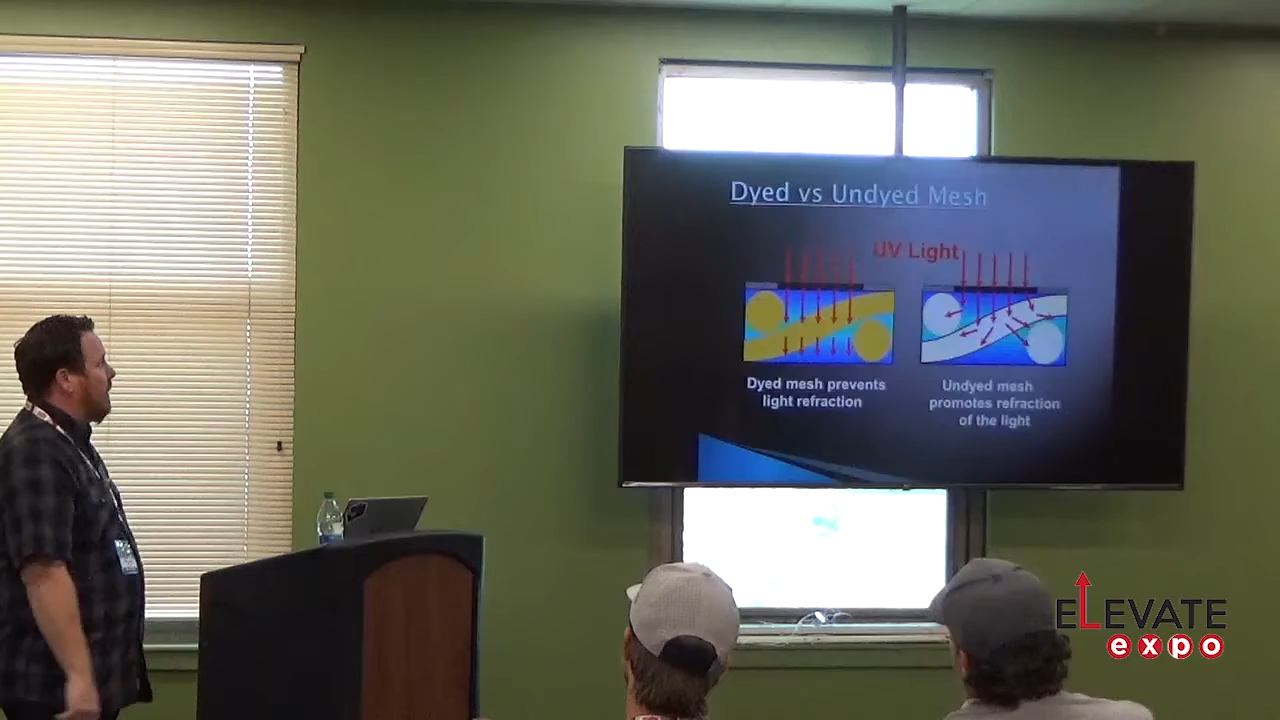 Dyed vs Undyed Mesh
UV Light
Dyed mesh prevents
light refraction
Undyed mesh
promotes refraction
of the light
ELEVATE
expo